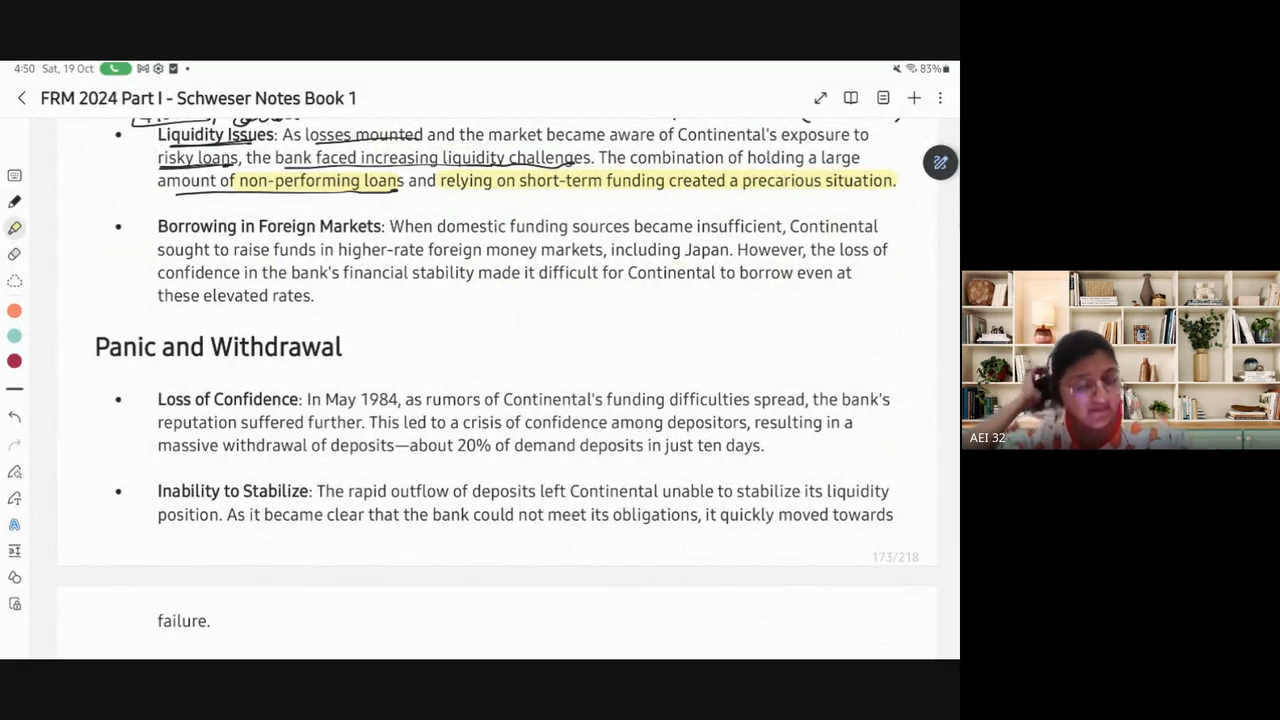 4:50 Sat, 19 Oct
83%
FRM 2024 Part I - Schweser Notes Book 1
Liquidity Issues: As losses mounted and the market became aware of Continental's exposure to
risky loans, the bank faced increasing liquidity challenges. The combination of holding a large
amount of non-performing loans and relying on short-term funding created a precarious situation.
Borrowing in Foreign Markets: When domestic funding sources became insufficient, Continental
sought to raise funds in higher-rate foreign money markets, including Japan. However, the loss of
confidence in the bank's financial stability made it difficult for Continental to borrow even at
these elevated rates.
Panic and Withdrawal
Loss of Confidence: In May 1984, as rumors of Continental's funding difficulties spread, the bank's
reputation suffered further. This led to a crisis of confidence among depositors, resulting in a
massive withdrawal of deposits—about 20% of demand deposits in just ten days.
Inability to Stabilize: The rapid outflow of deposits left Continental unable to stabilize its liquidity
position. As it became clear that the bank could not meet its obligations, it quickly moved towards
173/218
failure.
AEI 32